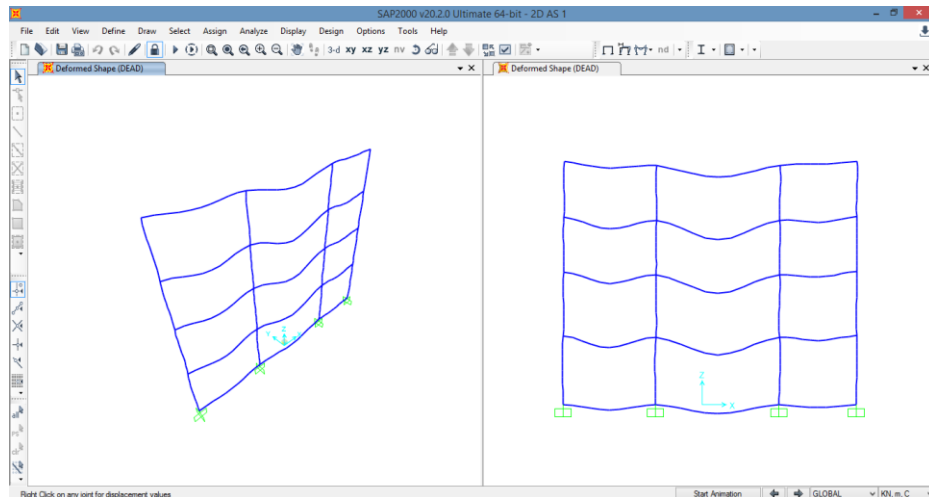 SAP2000 v20.2.0 Ultimate 64-bit - 2D AS 1
File Edit View Define Draw Select Assign Analyze Display Design Options Tools Help
3-d xy xz yz nv nd
Deformed Shape (DEAD)
Deformed Shape (DEAD)
Z
Z
X
Right Click on any joint for displacement values
Start Animation GLOBAL KN, m, C